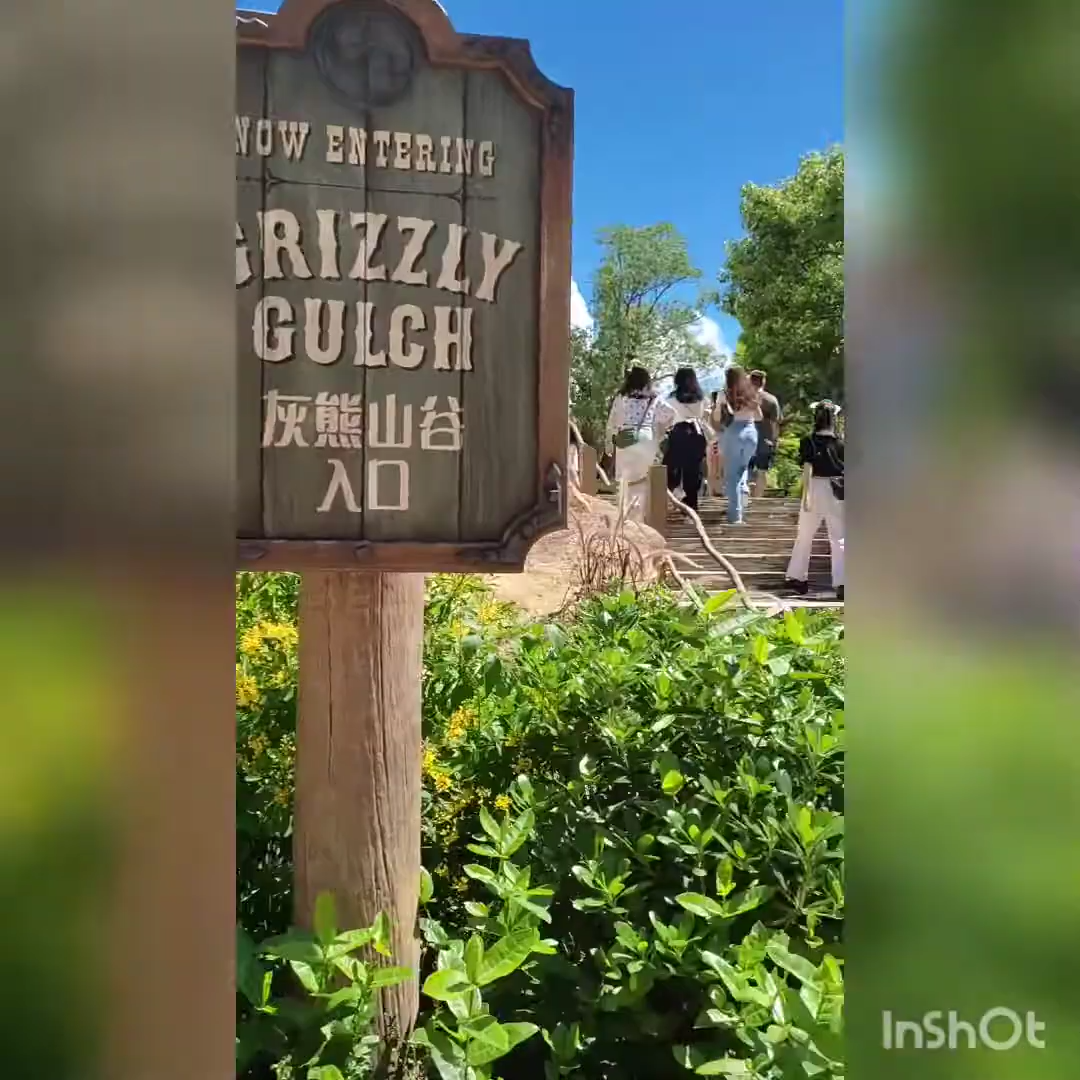 NOW ENTERING
GRIZZLY
GULCH
灰熊山谷
入口
InShOt